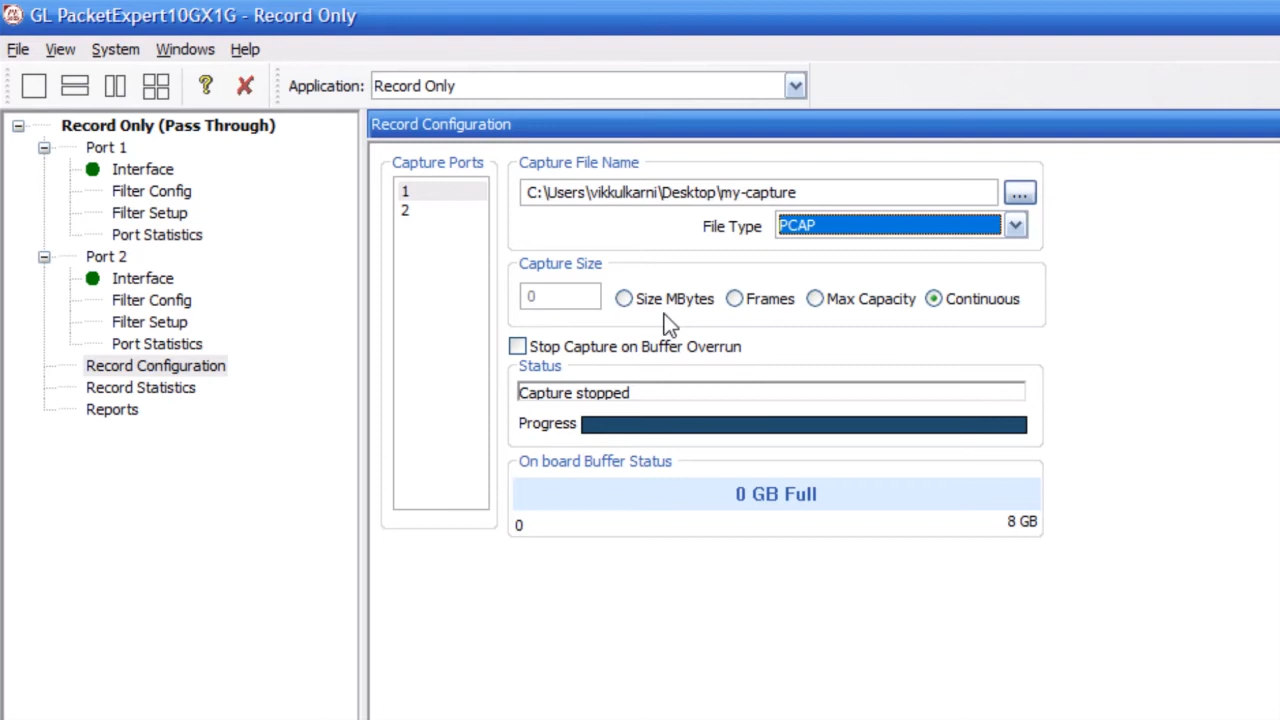 GL PacketExpert10GX1G - Record Only
File View System Windows Help
Application: Record Only
Record Only (Pass Through)
Port 1
Interface
Filter Config
Filter Setup
Port Statistics
Port 2
Interface
Filter Config
Filter Setup
Port Statistics
Record Configuration
Record Statistics
Reports
Record Configuration
Capture Ports
1
2
Capture File Name
C:\Users\vikkulkarni\Desktop\my-capture
...
File Type PCAP
Capture Size
0 Size MBytes Frames Max Capacity Continuous
Stop Capture on Buffer Overrun
Status
Capture stopped
Progress
On board Buffer Status
0 GB Full
0 8 GB